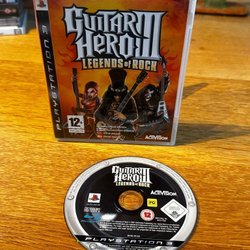 PLAYSTATION 3
GUITAR
HERO III
LEGENDS of ROCK
12+
ACTIVISION
GUITAR
HERO III
LEGENDS of ROCK
ACTIVISION
12
PLAYSTATION 3